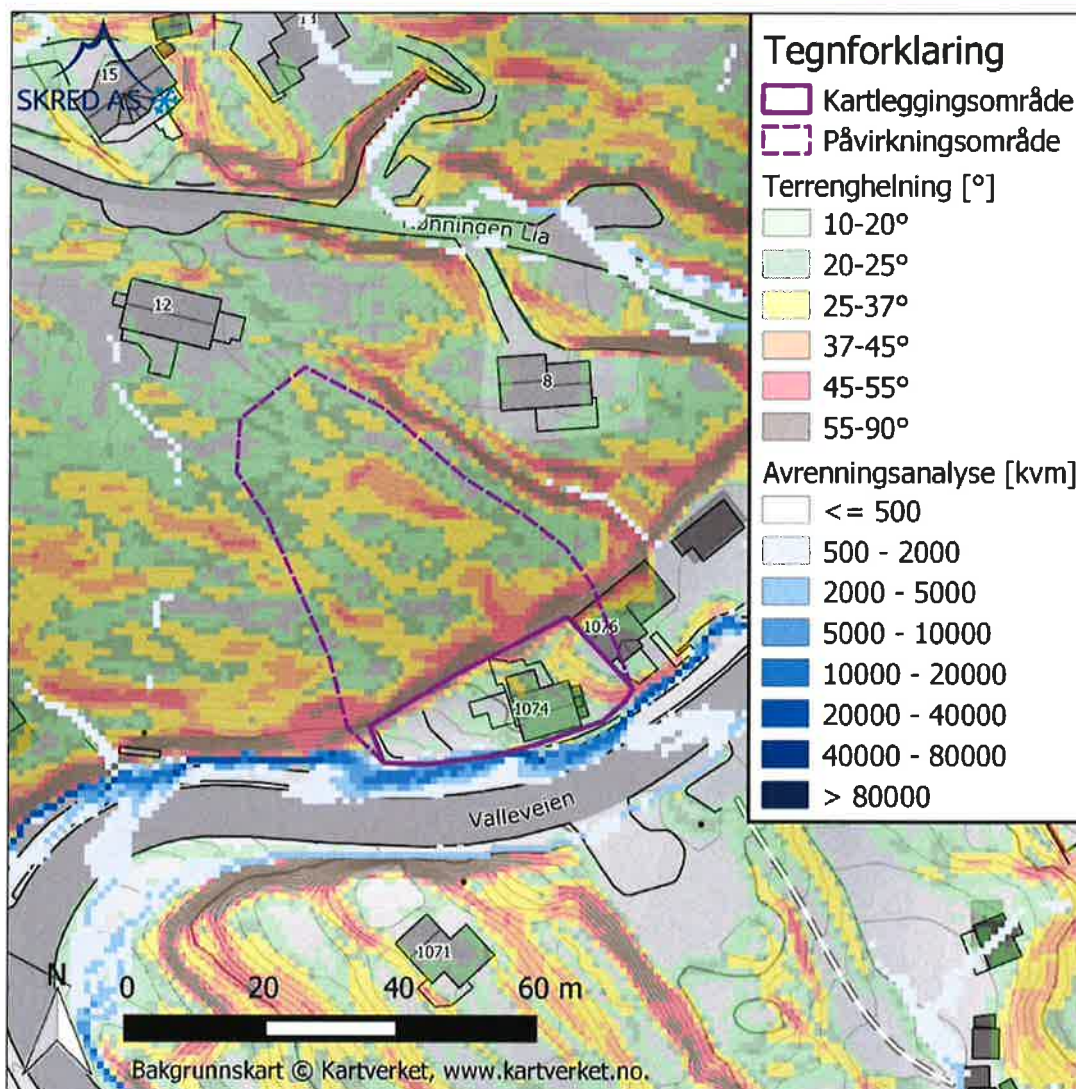 15
11
SKRED AS
Rønningen Lia
12
8
1076
1074
Valleveien
1071
N
0 20 40 60 m
Bakgrunnskart © Kartverket, www.kartverket.no.
Tegnforklaring
Kartleggingsområde
Påvirkningsområde
Terrenghelning [°]
10-20°
20-25°
25-37°
37-45°
45-55°
55-90°
Avrenningsanalyse [kvm]
<= 500
500 - 2000
2000 - 5000
5000 - 10000
10000 - 20000
20000 - 40000
40000 - 80000
> 80000